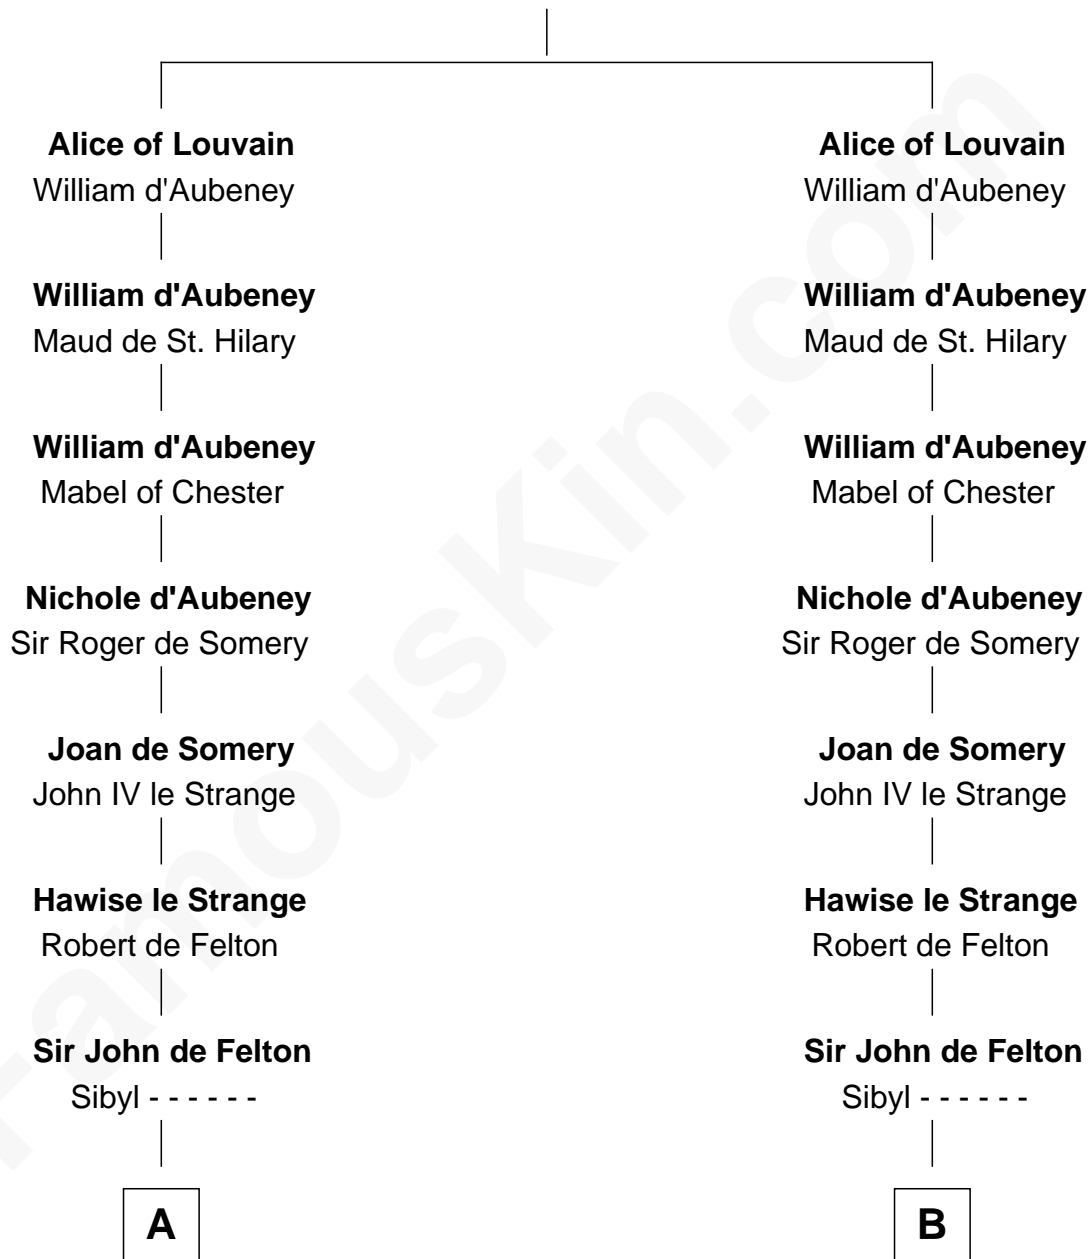 Alice of Louvain
William d'Aubeney
William d'Aubeney
Maud de St. Hilary
William d'Aubeney
Mabel of Chester
Nichole d'Aubeney
Sir Roger de Somery
Joan de Somery
John IV le Strange
Hawise le Strange
Robert de Felton
Sir John de Felton
Sibyl - - - - - -
A
Alice of Louvain
William d'Aubeney
William d'Aubeney
Maud de St. Hilary
William d'Aubeney
Mabel of Chester
Nichole d'Aubeney
Sir Roger de Somery
Joan de Somery
John IV le Strange
Hawise le Strange
Robert de Felton
Sir John de Felton
Sibyl - - - - - -
B
FamousKin.com